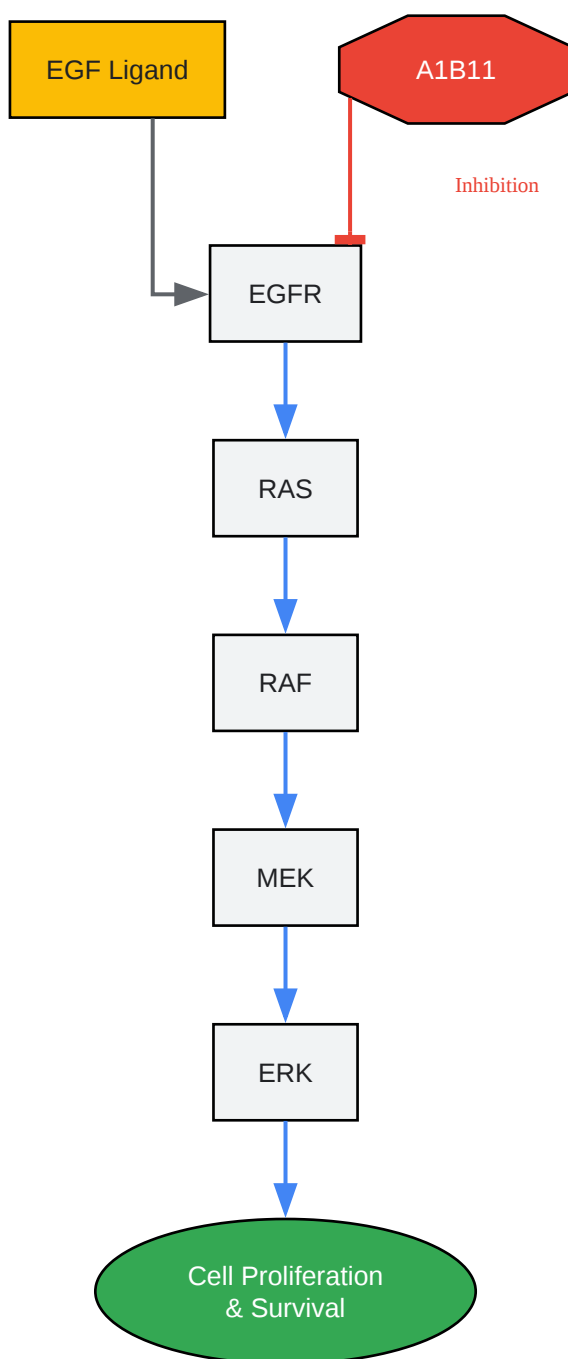 EGF Ligand
A1B11
Inhibition
EGFR
RAS
RAF
MEK
ERK
Cell Proliferation
& Survival